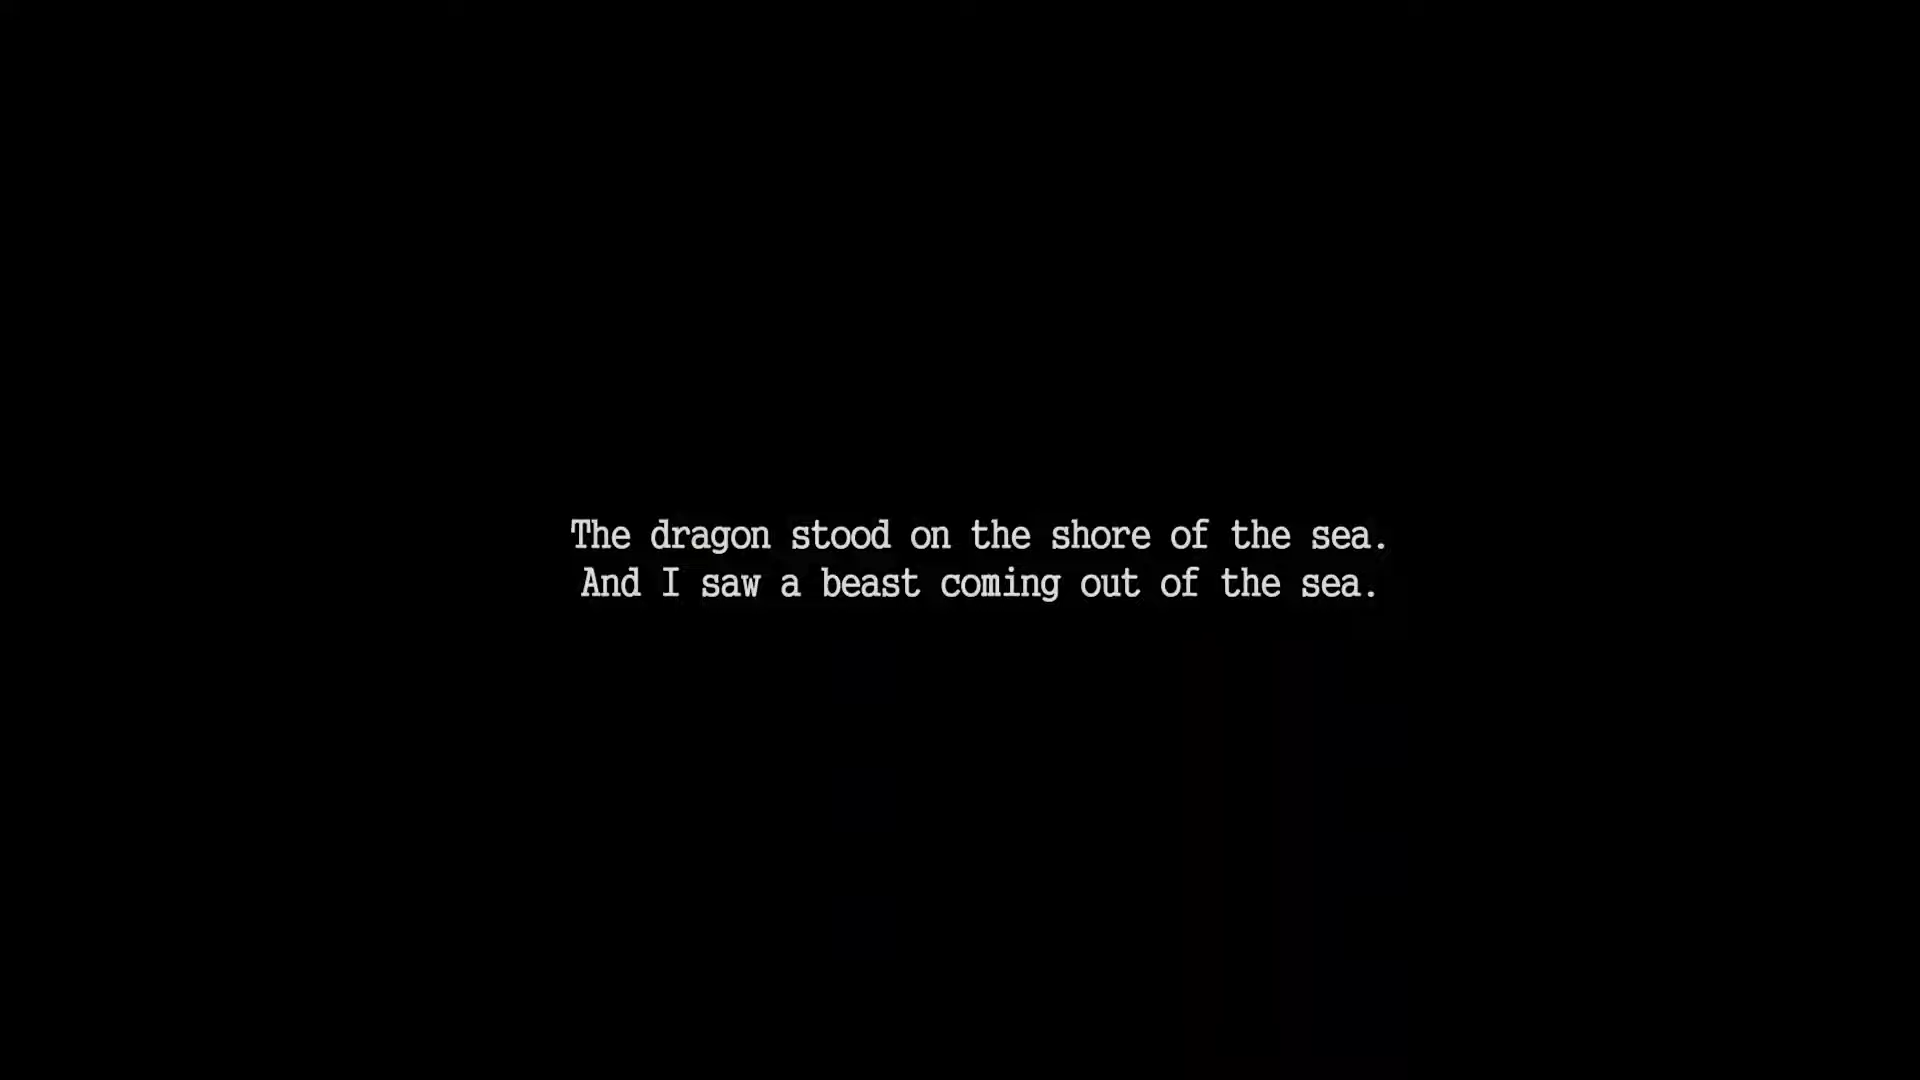 The dragon stood on the shore of the sea.
And I saw a beast coming out of the sea.